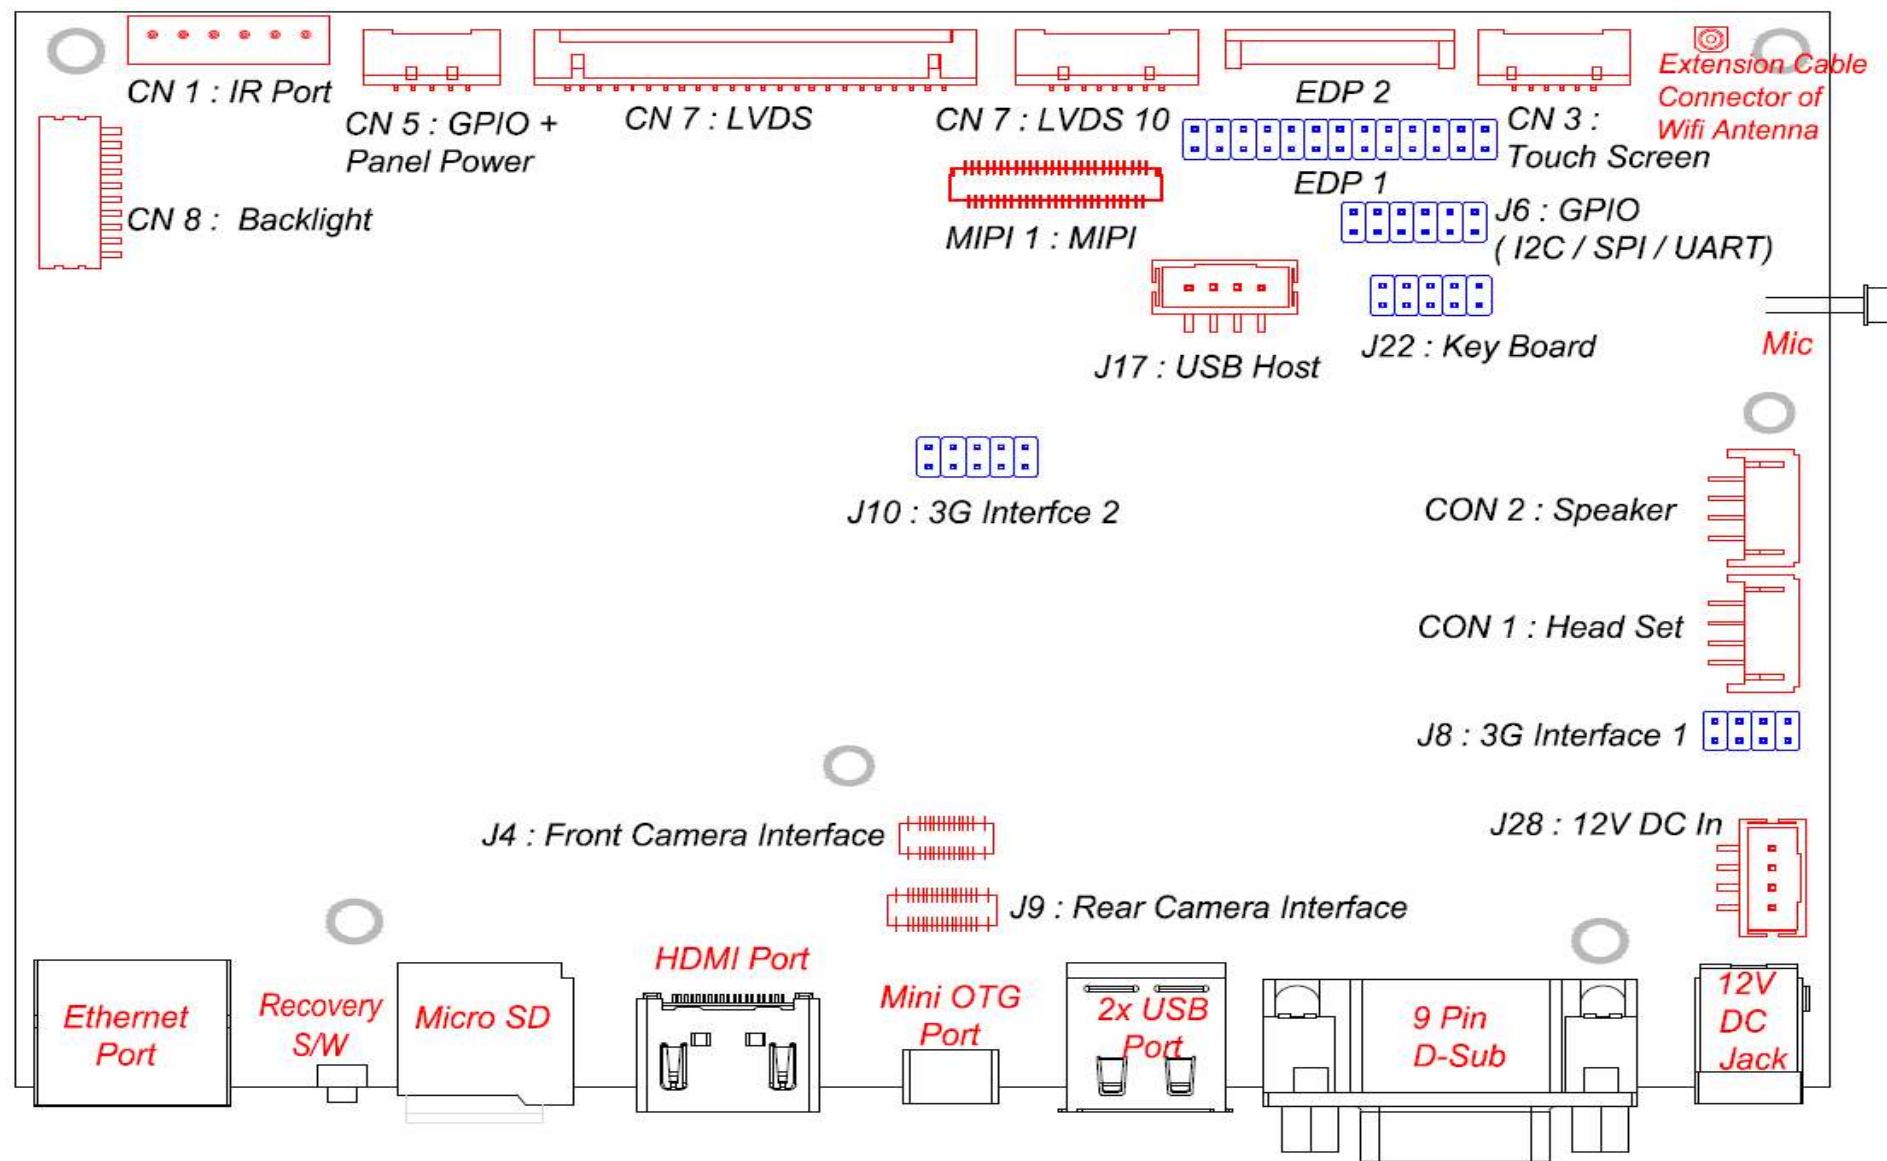 CN 1 : IR Port
CN 5 : GPIO +
Panel Power
CN 7 : LVDS
CN 7 : LVDS 10
EDP 2
CN 3 :
Touch Screen
Extension Cable
Connector of
Wifi Antenna
CN 8 : Backlight
MIPI 1 : MIPI
EDP 1
J6 : GPIO
( I2C / SPI / UART)
J17 : USB Host
J22 : Key Board
Mic
J10 : 3G Interfce 2
CON 2 : Speaker
CON 1 : Head Set
J8 : 3G Interface 1
J4 : Front Camera Interface
J28 : 12V DC In
J9 : Rear Camera Interface
Ethernet
Port
Recovery
S/W
Micro SD
HDMI Port
Mini OTG
Port
2x USB
Port
9 Pin
D-Sub
12V
DC
Jack